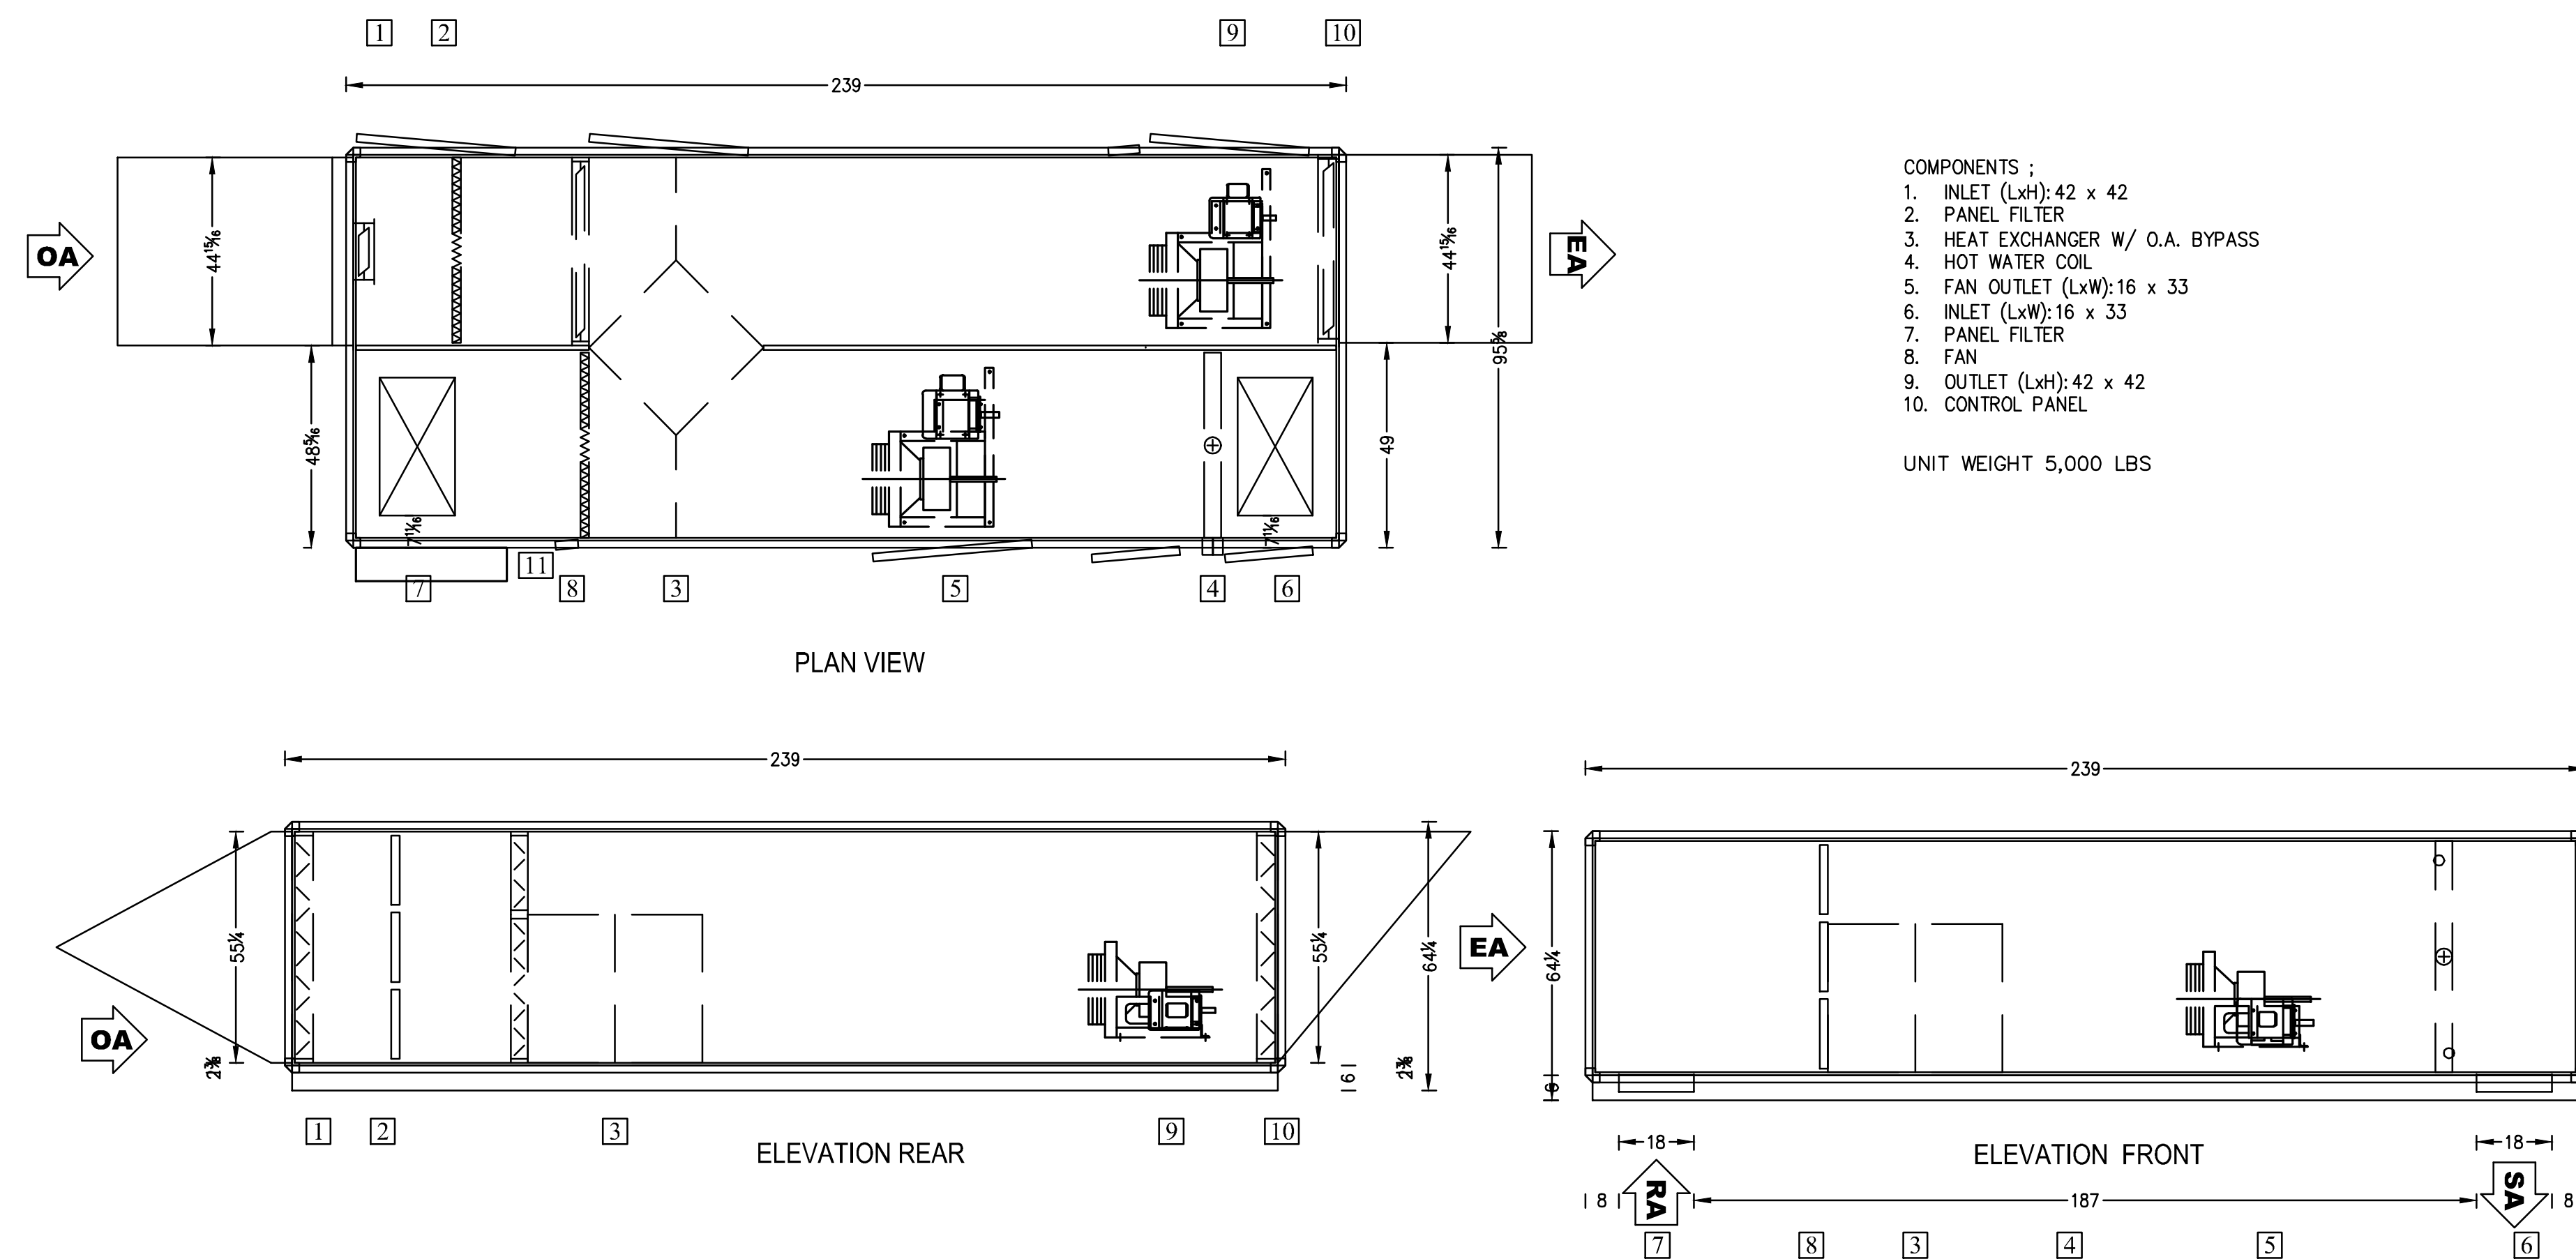 1 2 9 10
239
OA
44 15/16
44 15/16
EA
95 5/8
48 5/16
49
7 11/16
7 11/16
11
7 8 3 5 4 6
PLAN VIEW
COMPONENTS ;
1. INLET (LxH): 42 x 42
2. PANEL FILTER
3. HEAT EXCHANGER W/ O.A. BYPASS
4. HOT WATER COIL
5. FAN OUTLET (LxW): 16 x 33
6. INLET (LxW): 16 x 33
7. PANEL FILTER
8. FAN
9. OUTLET (LxH): 42 x 42
10. CONTROL PANEL
UNIT WEIGHT 5,000 LBS
239
55 1/4
55 1/4
64 1/4
EA
OA
2 3/8
6
2 3/8
1 2 3 9 10
ELEVATION REAR
239
64 1/4
6
18
18
ELEVATION FRONT
8 RA 187 SA 8
7 8 3 4 5 6